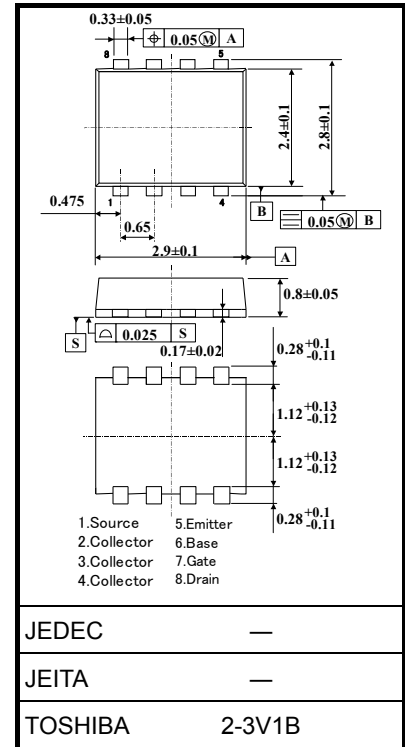 0.33±0.05
⌖ 0.05 Ⓜ A
8 5
2.4±0.1
2.8±0.1
0.475
1 4
B
⌯ 0.05 Ⓜ B
0.65
2.9±0.1
A
0.8±0.05
S
⌓ 0.025 S
0.17±0.02
0.28 +0.1 -0.11
1.12 +0.13 -0.12
1.12 +0.13 -0.12
0.28 +0.1 -0.11
1.Source 5.Emitter
2.Collector 6.Base
3.Collector 7.Gate
4.Collector 8.Drain
JEDEC —
JEITA —
TOSHIBA 2-3V1B